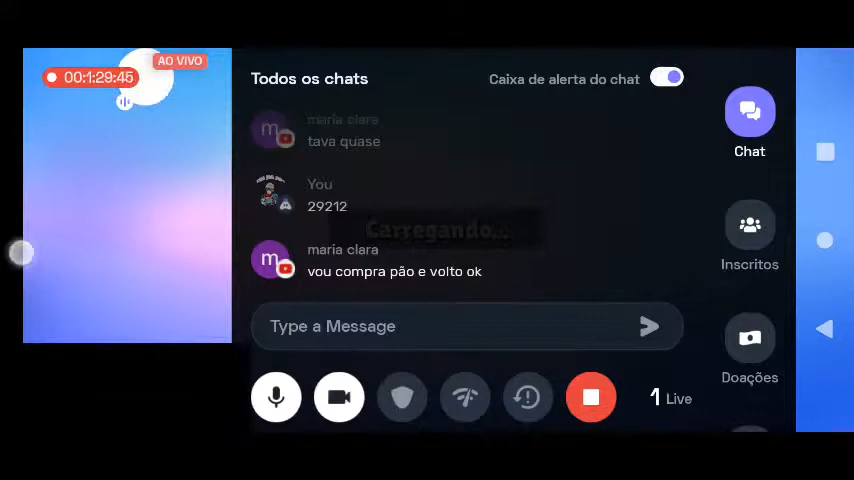 AO VIVO
00:1:29:45
Todos os chats
Caixa de alerta do chat
maria clara
tava quase
You
29212
Carregando...
maria clara
vou compra pão e volto ok
Type a Message
Chat
Inscritos
Doações
1 Live